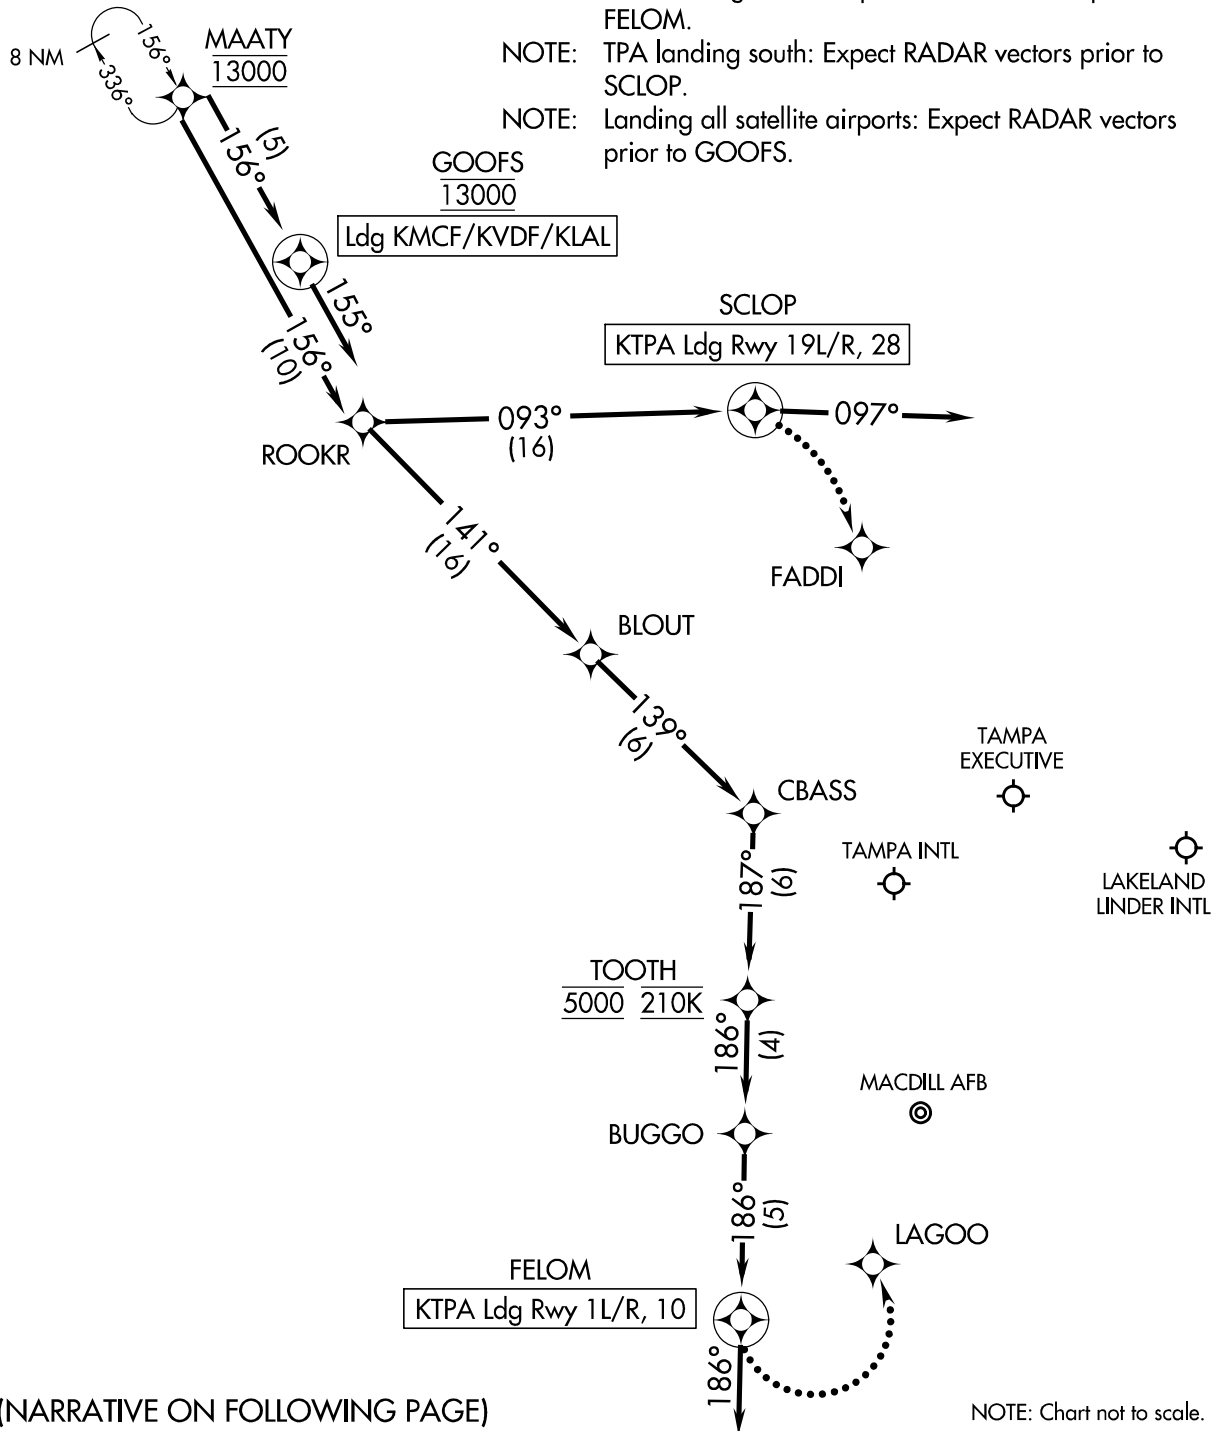 FELOM.
NOTE: TPA landing south: Expect RADAR vectors prior to
SCLOP.
NOTE: Landing all satellite airports: Expect RADAR vectors
prior to GOOFS.
8 NM
156°
336°
MAATY
13000
156°
(5)
GOOFS
13000
Ldg KMCF/KVDF/KLAL
155°
156°
(10)
SCLOP
KTPA Ldg Rwy 19L/R, 28
ROOKR
093°
(16)
097°
FADDI
141°
(16)
BLOUT
139°
(6)
CBASS
TAMPA
EXECUTIVE
TAMPA INTL
LAKELAND
LINDER INTL
187°
(6)
TOOTH
5000 210K
186°
(4)
MACDILL AFB
BUGGO
186°
(5)
LAGOO
FELOM
KTPA Ldg Rwy 1L/R, 10
186°
(NARRATIVE ON FOLLOWING PAGE)
NOTE: Chart not to scale.